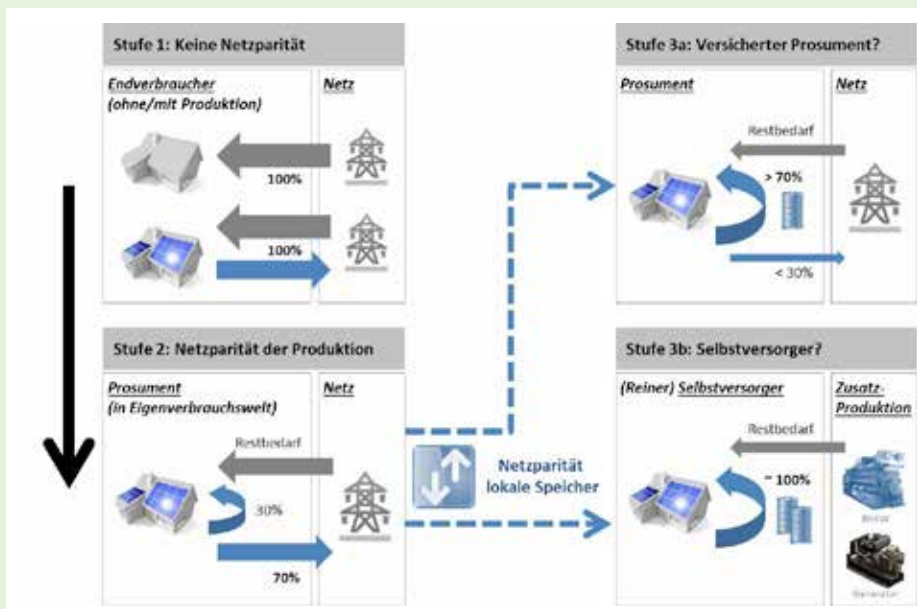 Stufe 1: Keine Netzparität
Endverbraucher
(ohne/mit Produktion)
Netz
100%
100%
Stufe 2: Netzparität der Produktion
Prosument
(in Eigenverbrauchswelt)
Netz
Restbedarf
30%
70%
Netzparität
lokale Speicher
Stufe 3a: Versicherter Prosument?
Prosument
Netz
Restbedarf
> 70%
< 30%
Stufe 3b: Selbstversorger?
(Reiner) Selbstversorger
Zusatz-
Produktion
Restbedarf
~ 100%
Generator